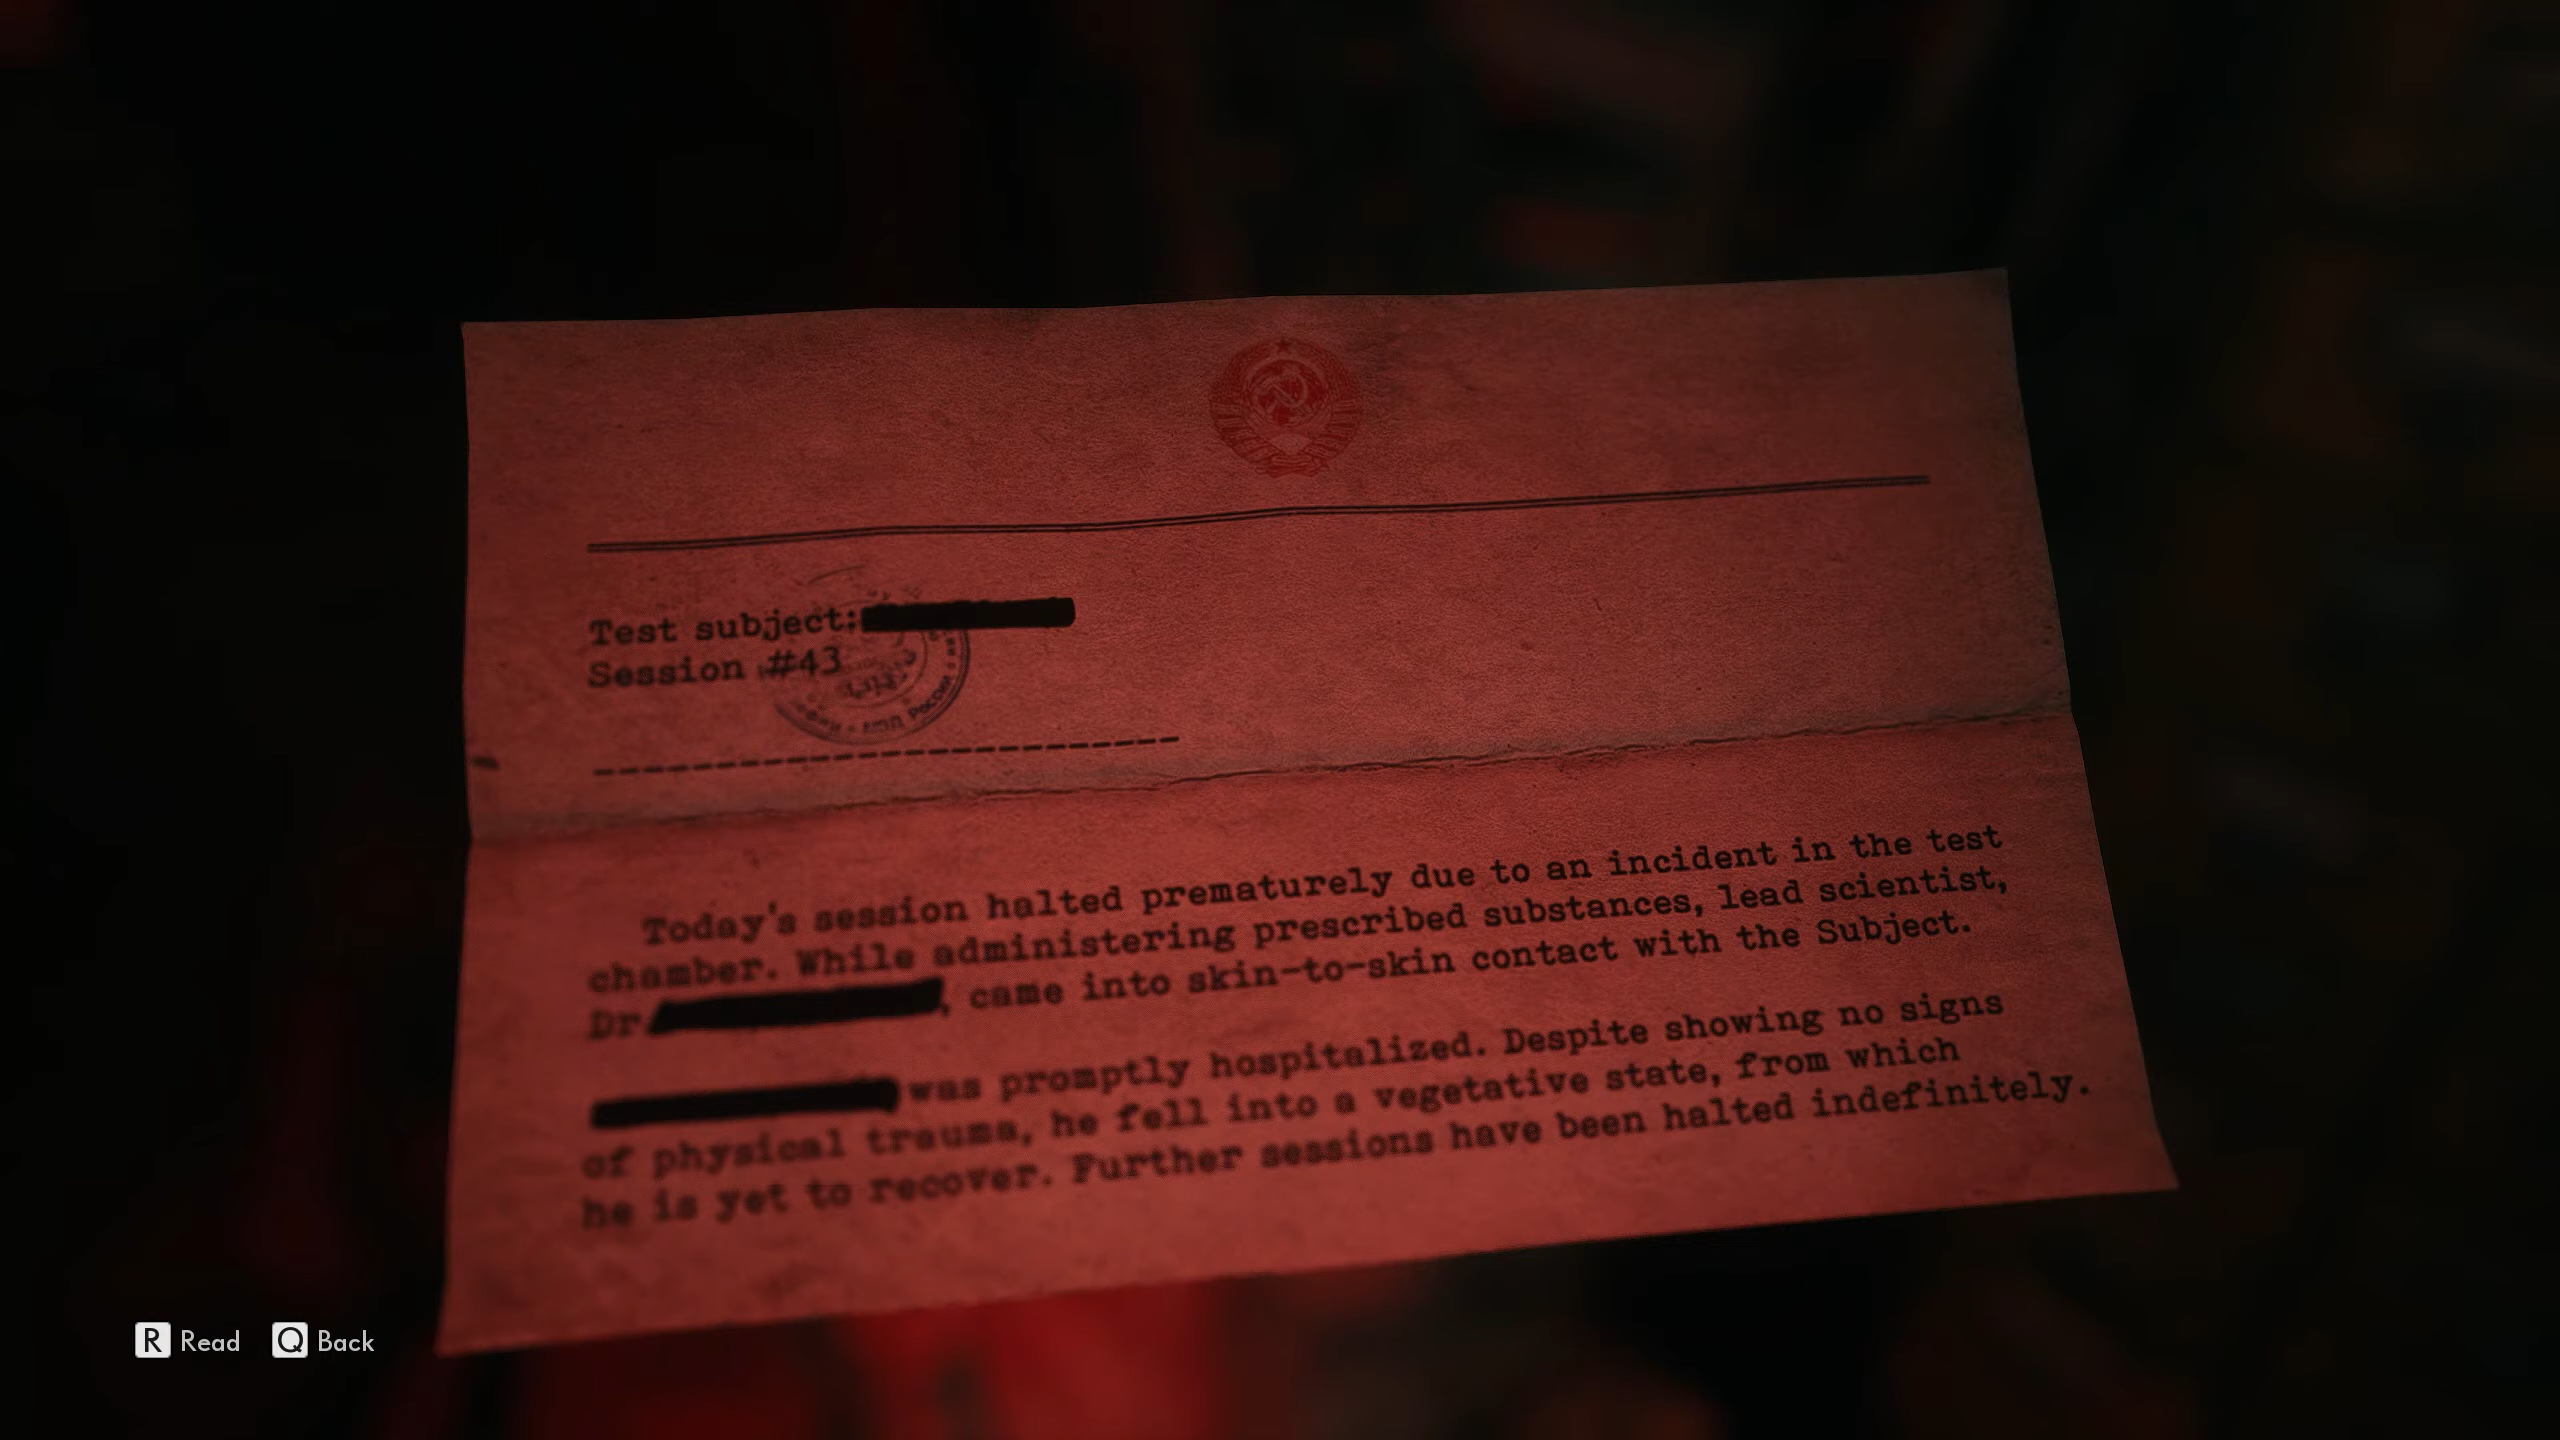 Test subject:
Session #43
Today's session halted prematurely due to an incident in the test
chamber. While administering prescribed substances, lead scientist,
Dr. , came into skin-to-skin contact with the Subject.
was promptly hospitalized. Despite showing no signs
of physical trauma, he fell into a vegetative state, from which
he is yet to recover. Further sessions have been halted indefinitely.
R Read Q Back